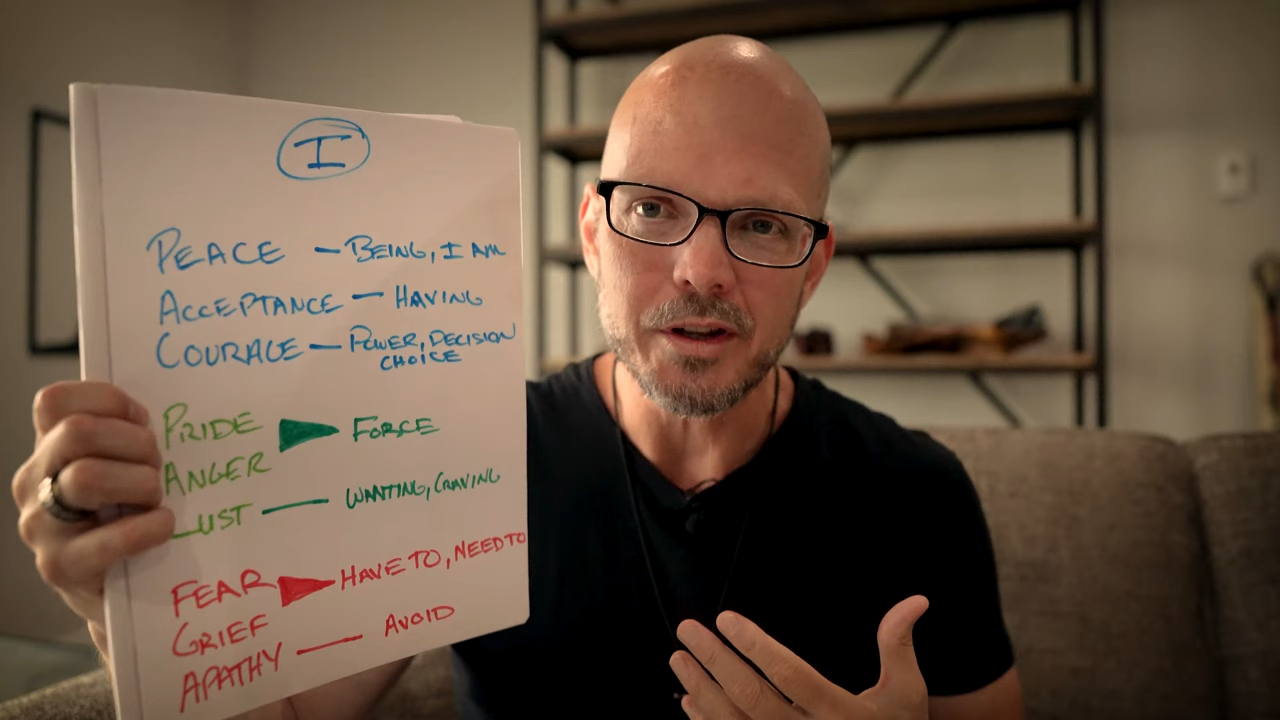 I
PEACE — BEING, I AM
ACCEPTANCE — HAVING
COURAGE — POWER, DECISION
CHOICE
PRIDE ▶ FORCE
ANGER
LUST — WANTING, CRAVING
FEAR ▶ HAVE TO, NEED TO
GRIEF
APATHY — AVOID